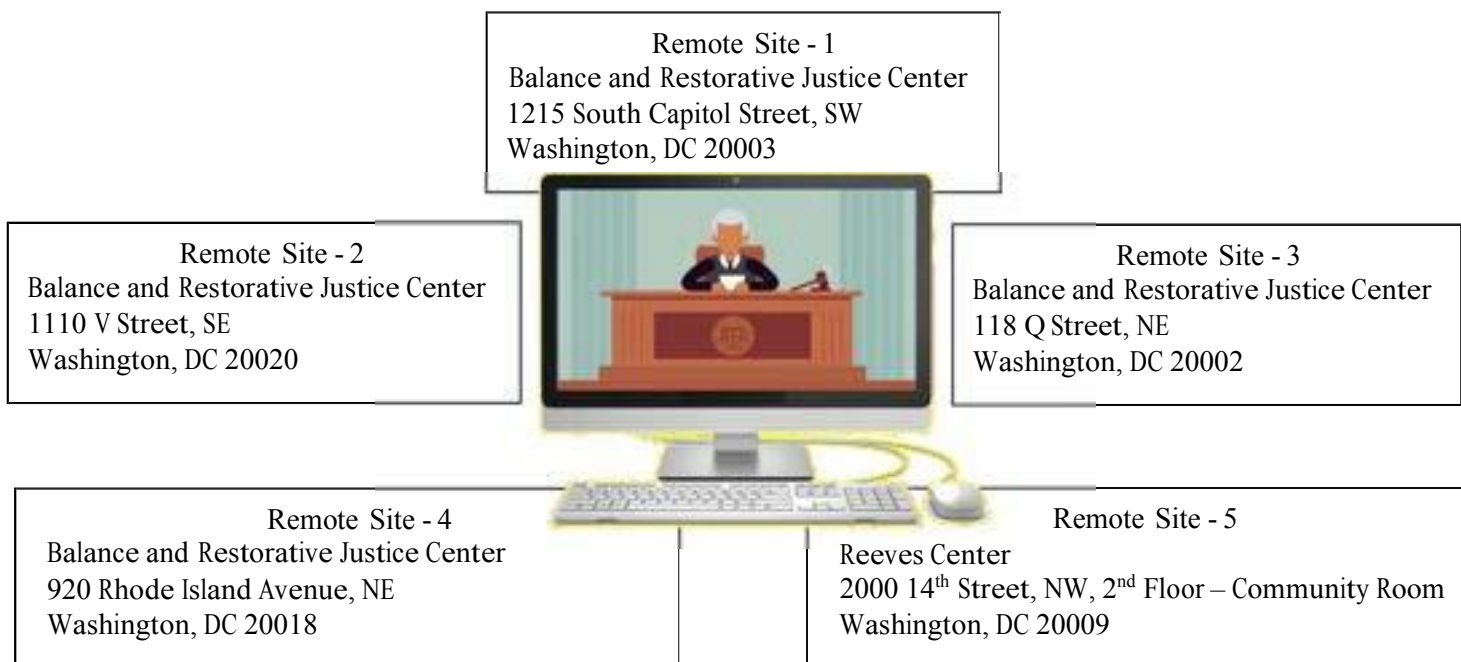 Remote Site - 1
Balance and Restorative Justice Center
1215 South Capitol Street, SW
Washington, DC 20003
Remote Site - 2
Balance and Restorative Justice Center
1110 V Street, SE
Washington, DC 20020
Remote Site - 3
Balance and Restorative Justice Center
118 Q Street, NE
Washington, DC 20002
Remote Site - 4
Balance and Restorative Justice Center
920 Rhode Island Avenue, NE
Washington, DC 20018
Remote Site - 5
Reeves Center
2000 14th Street, NW, 2nd Floor – Community Room
Washington, DC 20009